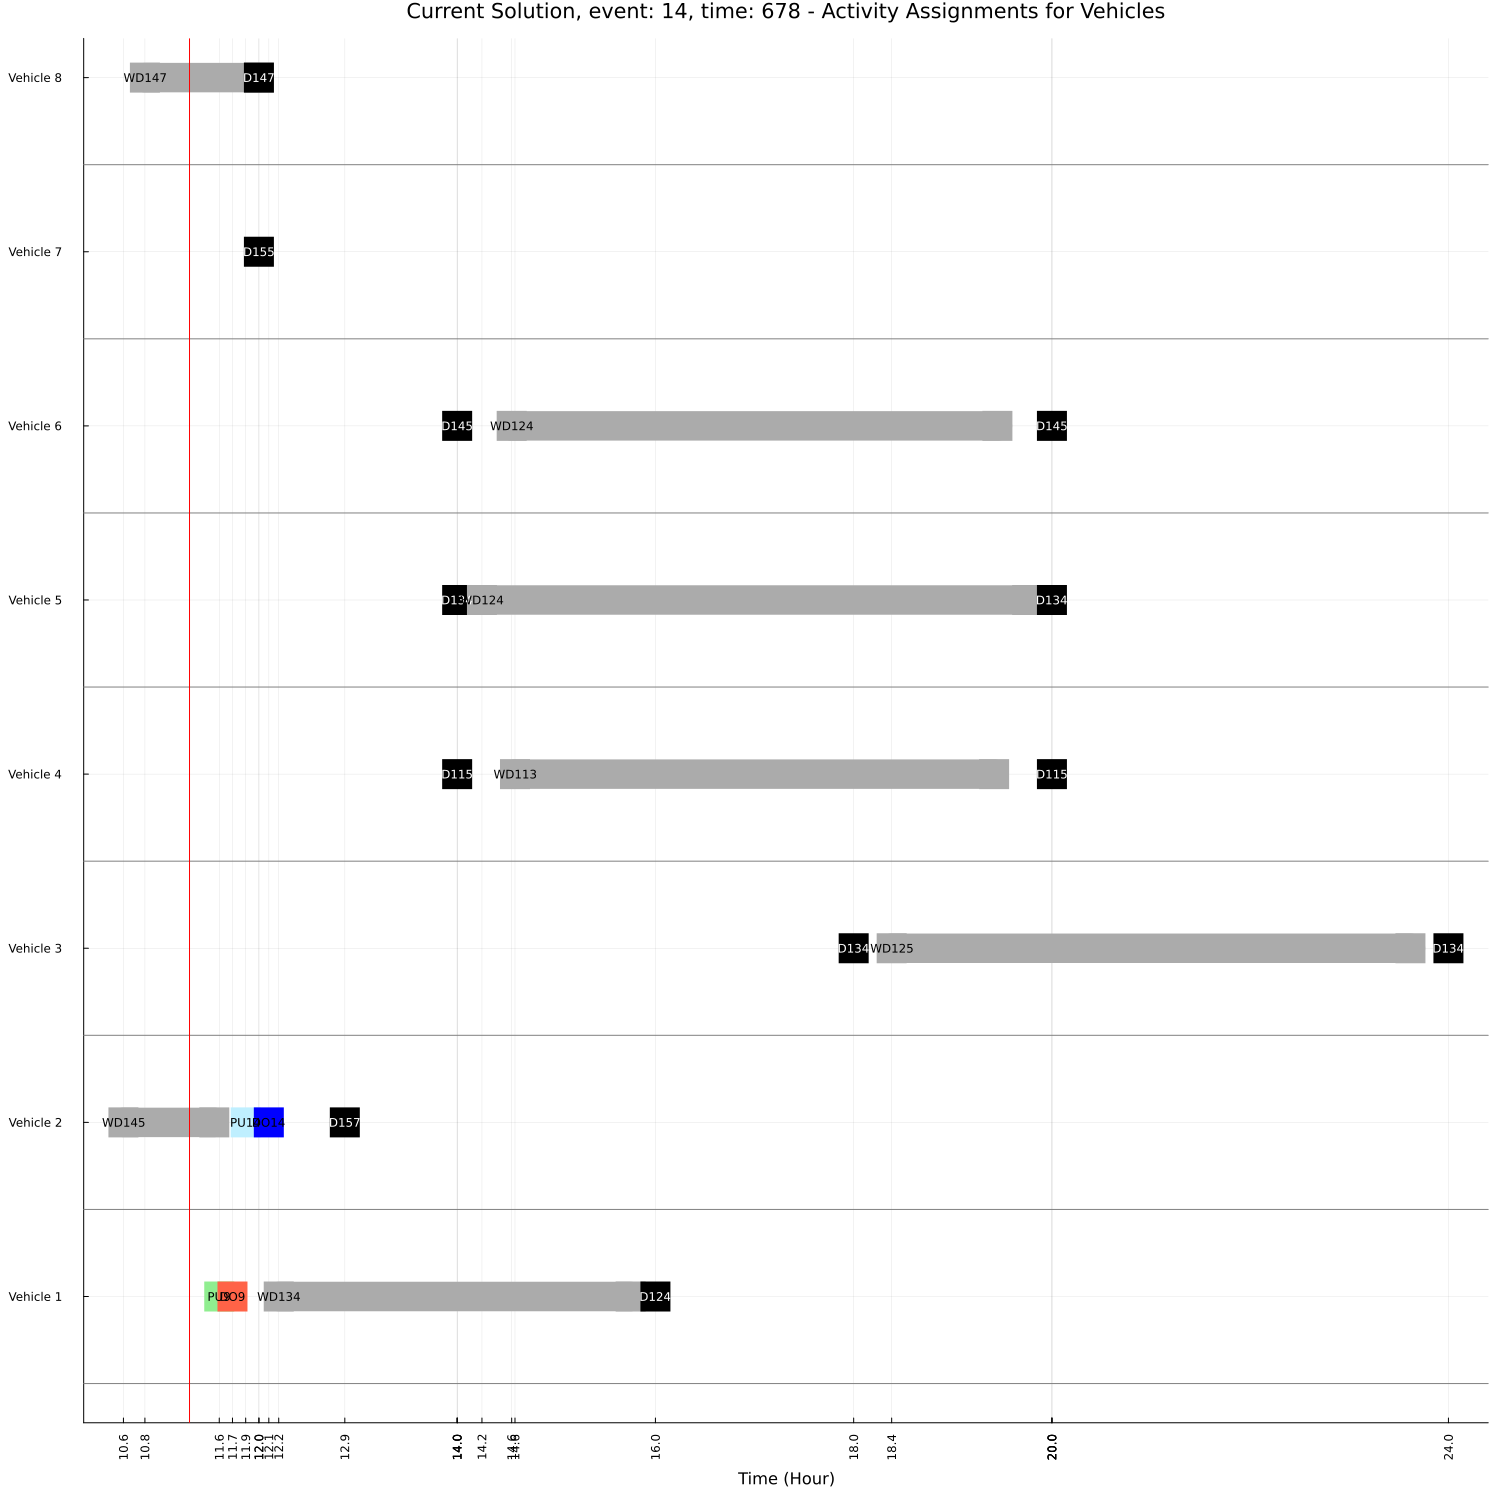 Current Solution, event: 14, time: 678 - Activity Assignments for Vehicles
Vehicle 8
WD147
D147
Vehicle 7
D155
Vehicle 6
D145
WD124
D145
Vehicle 5
WD124
D134
Vehicle 4
D115
WD113
D115
Vehicle 3
D134
WD125
D134
Vehicle 2
WD145
D157
Vehicle 1
WD134
D124
10.6
10.8
11.6
11.7
11.9
12.0
12.1
12.2
12.9
14.0
14.2
16.0
18.0
18.4
20.0
24.0
Time (Hour)